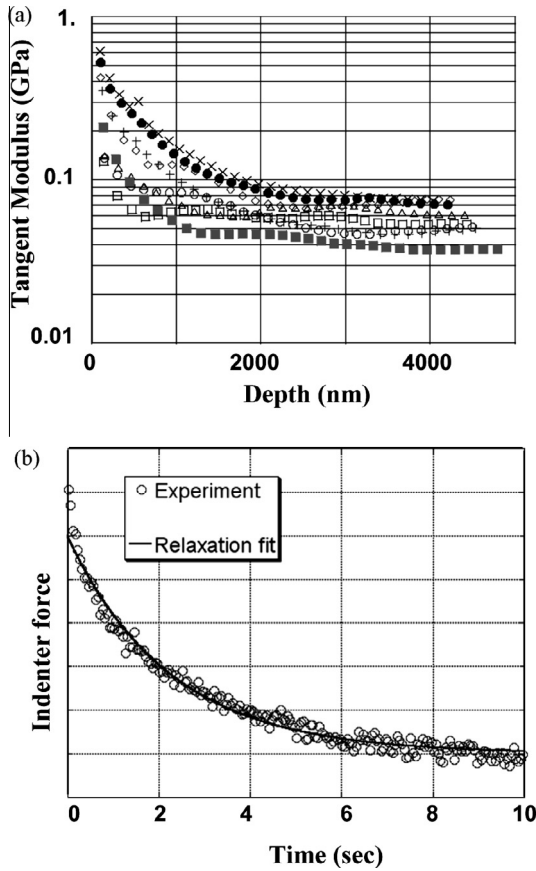 (a)
1.
0.1
0.01
Tangent Modulus (GPa)
0
2000
4000
Depth (nm)
(b)
Experiment
Relaxation fit
Indenter force
0
2
4
6
8
10
Time (sec)